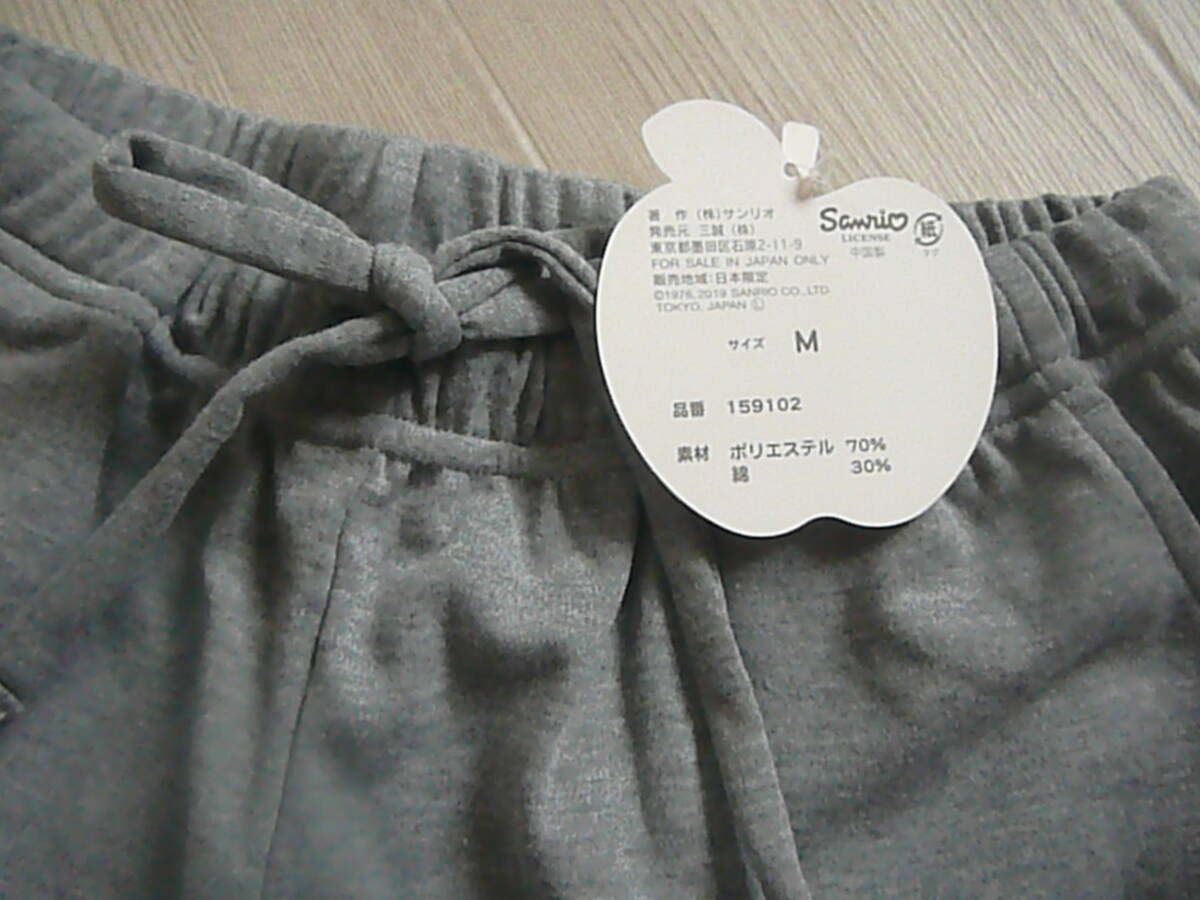 著 作 (株)サンリオ
発売元 三誠 (株)
東京都墨田区石原2-11-9
FOR SALE IN JAPAN ONLY
販売地域:日本限定
©1976,2019 SANRIO CO.,LTD.
TOKYO, JAPAN Ⓛ
Sanrio
LICENSE
中国製
紙
タグ
サイズ M
品番 159102
素材 ポリエステル 70%
綿 30%